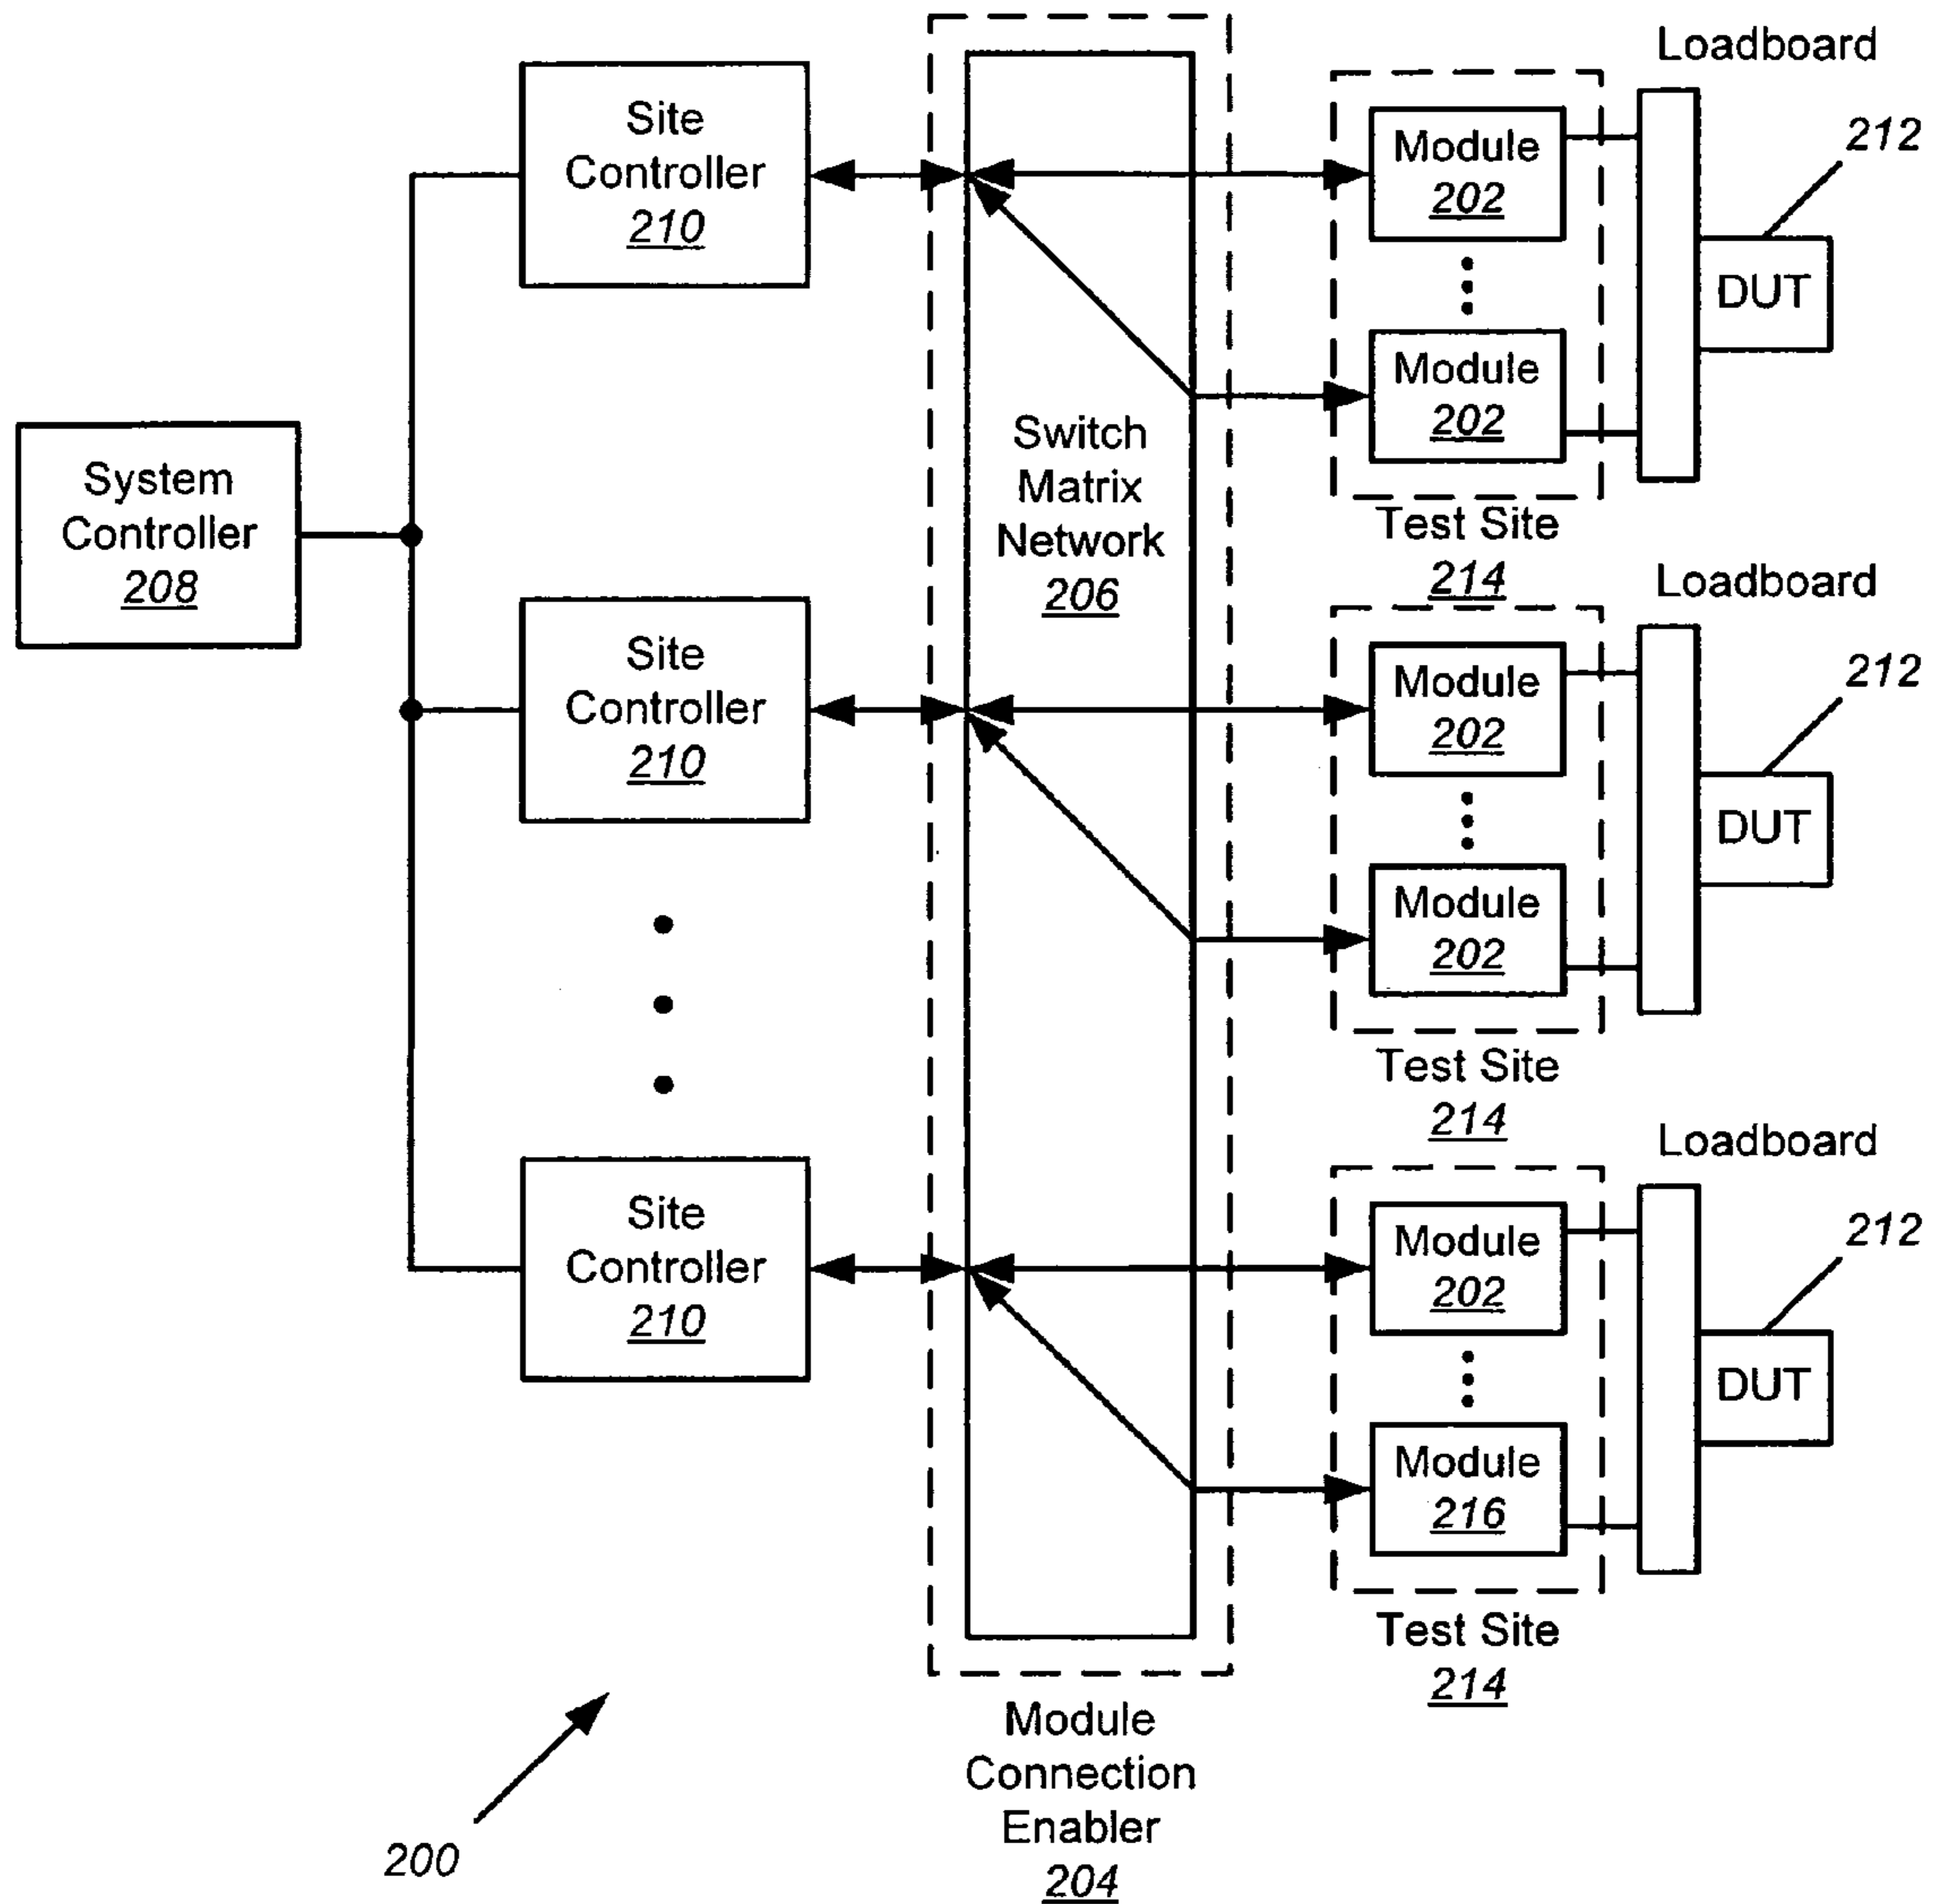 System
Controller
208
Site
Controller
210
Site
Controller
210
Site
Controller
210
Switch
Matrix
Network
206
Module
Connection
Enabler
204
Loadboard
Module
202
Module
202
Test Site
214
212
DUT
Loadboard
Module
202
Module
202
Test Site
214
212
DUT
Loadboard
Module
202
Module
216
Test Site
214
212
DUT
200